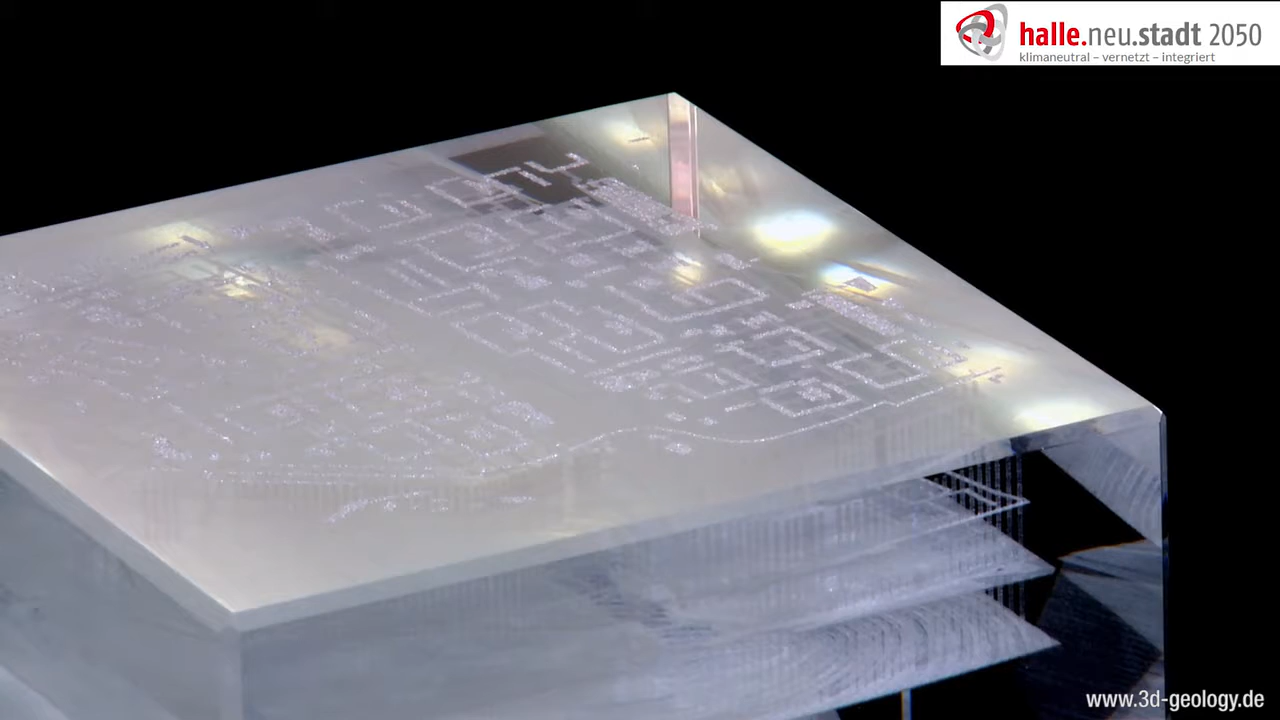 halle.neu.stadt 2050
klimaneutral – vernetzt – integriert
www.3d-geology.de